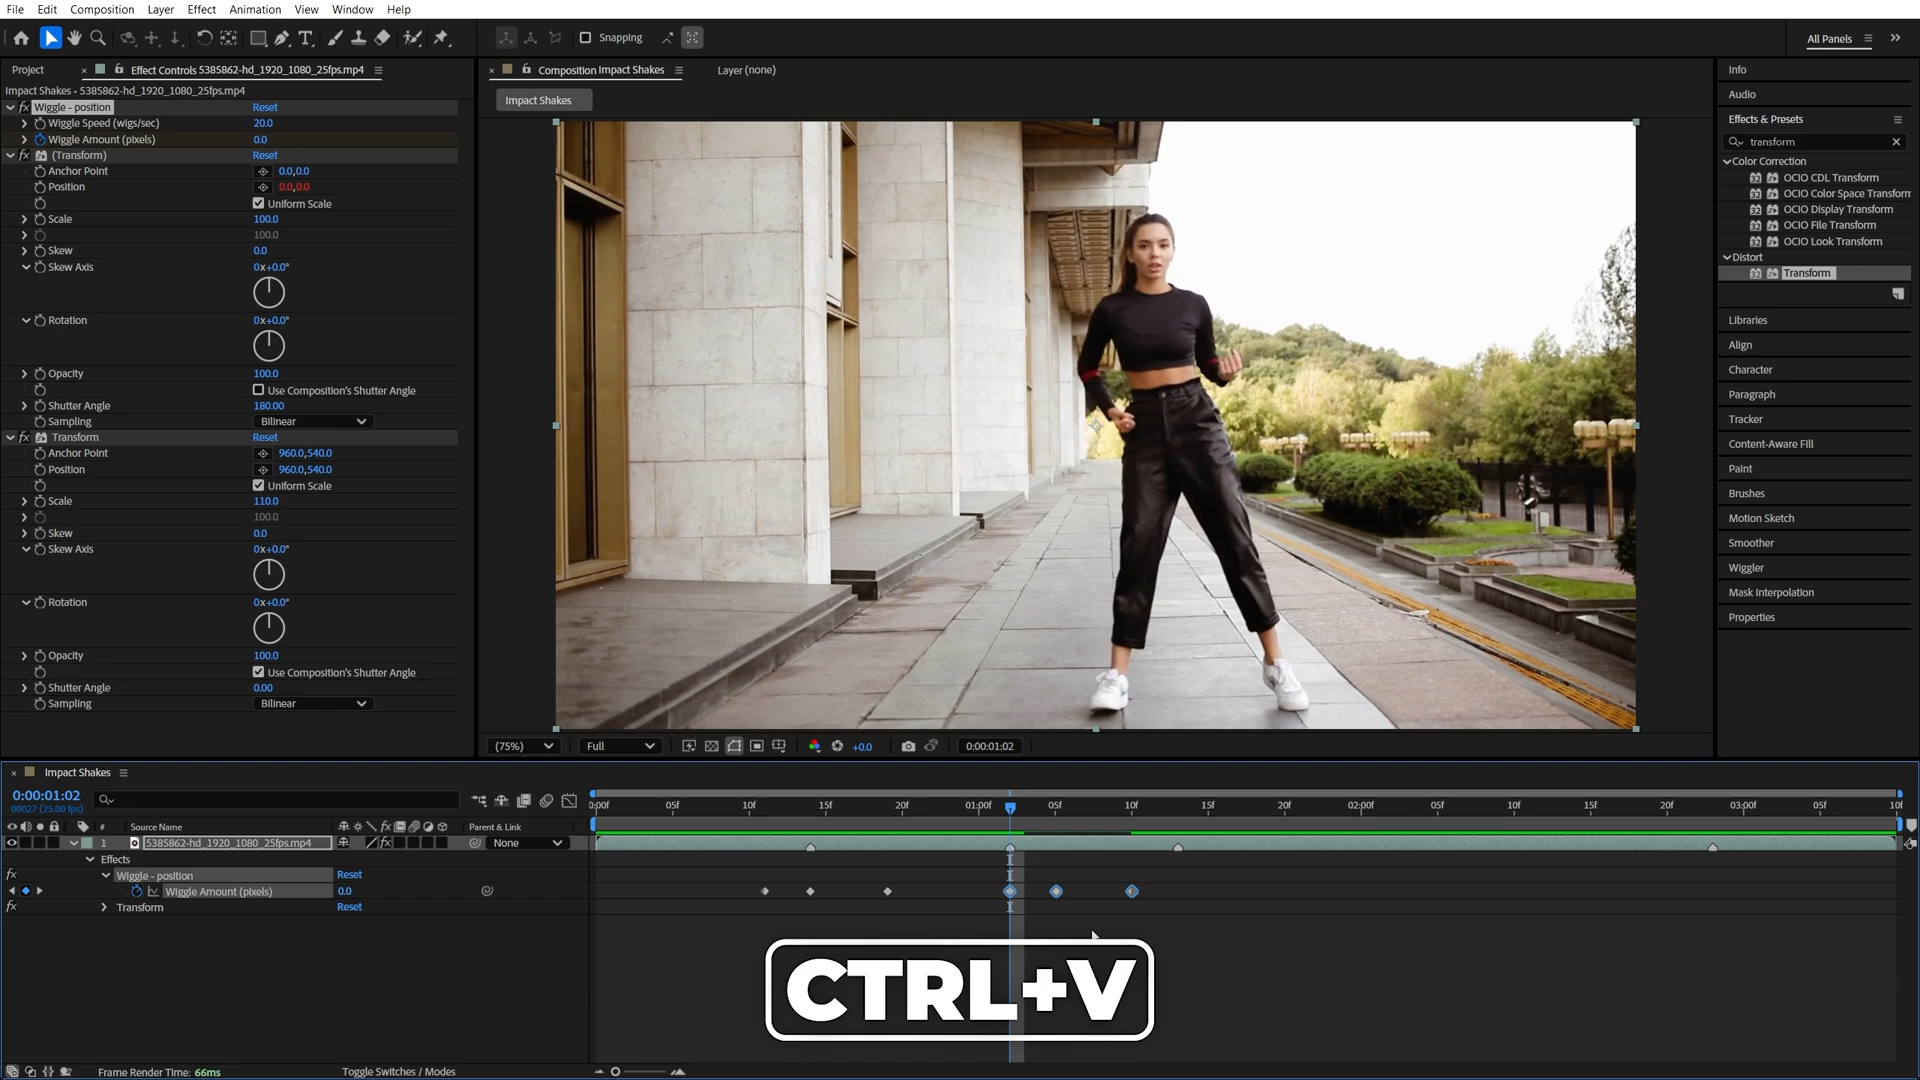 File Edit Composition Layer Effect Animation View Window Help
Snapping
All Panels
Project
Effect Controls 5385862-hd_1920_1080_25fps.mp4
Impact Shakes • 5385862-hd_1920_1080_25fps.mp4
Wiggle - position Reset
Wiggle Speed (wigs/sec) 20.0
Wiggle Amount (pixels) 0.0
(Transform) Reset
Anchor Point 0.0,0.0
Position 0.0,0.0
Uniform Scale
Scale 100.0
100.0
Skew 0.0
Skew Axis 0x+0.0°
Rotation 0x+0.0°
Opacity 100.0
Use Composition's Shutter Angle
Shutter Angle 180.00
Sampling Bilinear
Transform Reset
Anchor Point 960.0,540.0
Position 960.0,540.0
Uniform Scale
Scale 110.0
100.0
Skew 0.0
Skew Axis 0x+0.0°
Rotation 0x+0.0°
Opacity 100.0
Use Composition's Shutter Angle
Shutter Angle 0.00
Sampling Bilinear
Composition Impact Shakes
Layer (none)
Impact Shakes
(75%) Full +0.0 0:00:01:02
Info
Audio
Effects & Presets
transform
Color Correction
OCIO CDL Transform
OCIO Color Space Transform
OCIO Display Transform
OCIO File Transform
OCIO Look Transform
Distort
Transform
Libraries
Align
Character
Paragraph
Tracker
Content-Aware Fill
Paint
Brushes
Motion Sketch
Smoother
Wiggler
Mask Interpolation
Properties
Impact Shakes
0:00:01:02
00027 (25.00 fps)
# Source Name Parent & Link
1 5385862-hd_1920_1080_25fps.mp4 None
Effects
Wiggle - position Reset
Wiggle Amount (pixels) 0.0
Transform Reset
:00f 05f 10f 15f 20f 01:00f 05f 10f 15f 20f 02:00f 05f 10f 15f 20f 03:00f 05f 10f
CTRL+V
Frame Render Time: 66ms
Toggle Switches / Modes